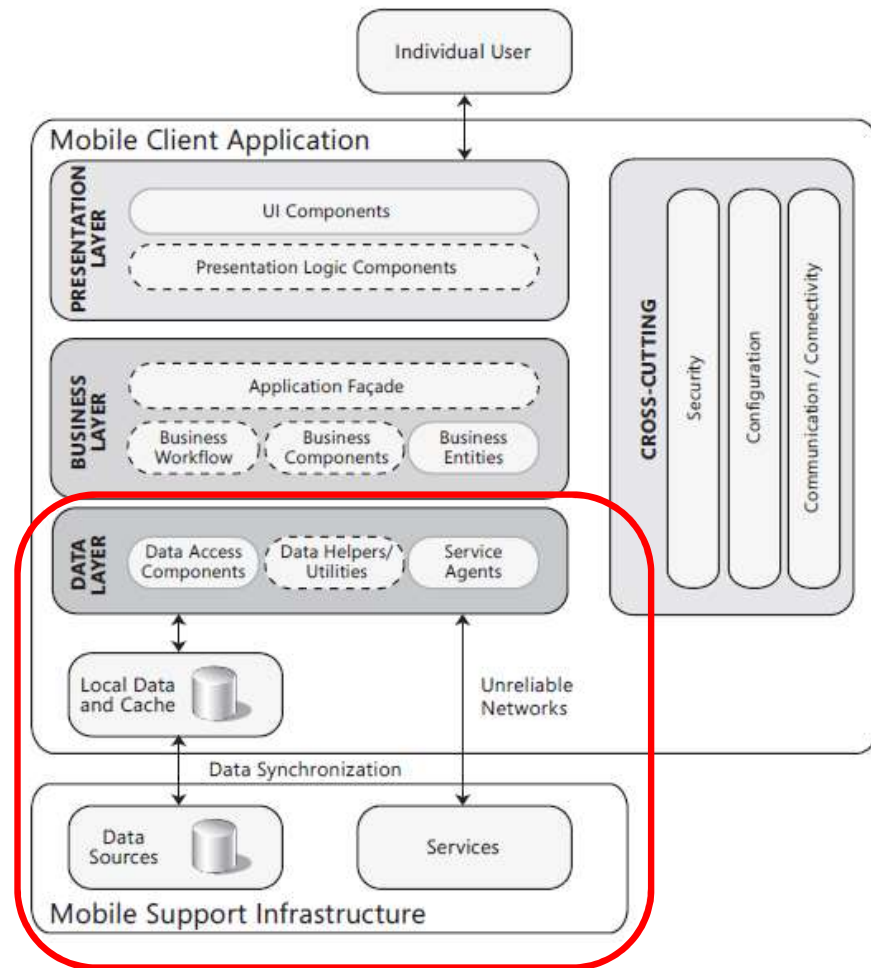 Individual User
Mobile Client Application
PRESENTATION
LAYER
UI Components
Presentation Logic Components
BUSINESS
LAYER
Application Façade
Business
Workflow
Business
Components
Business
Entities
DATA
LAYER
Data Access
Components
Data Helpers/
Utilities
Service
Agents
CROSS-CUTTING
Security
Configuration
Communication / Connectivity
Local Data
and Cache
Unreliable
Networks
Data Synchronization
Data
Sources
Services
Mobile Support Infrastructure